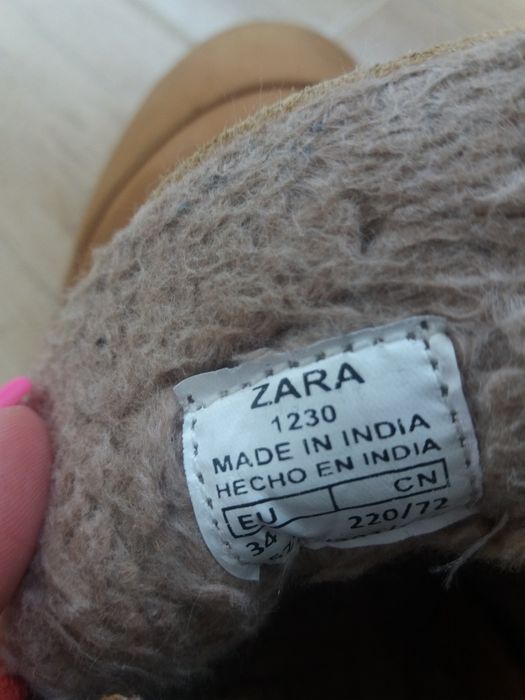 ZARA
1230
MADE IN INDIA
HECHO EN INDIA
EU CN
34 220/72